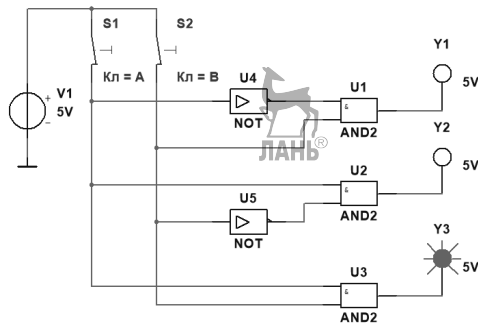 S1
S2
Кл = А
Кл = В
V1
5V
+
−
U4
NOT
U1
&
AND2
Y1
5V
ЛАНЬ®
Y2
5V
U2
&
AND2
U5
NOT
Y3
5V
U3
&
AND2